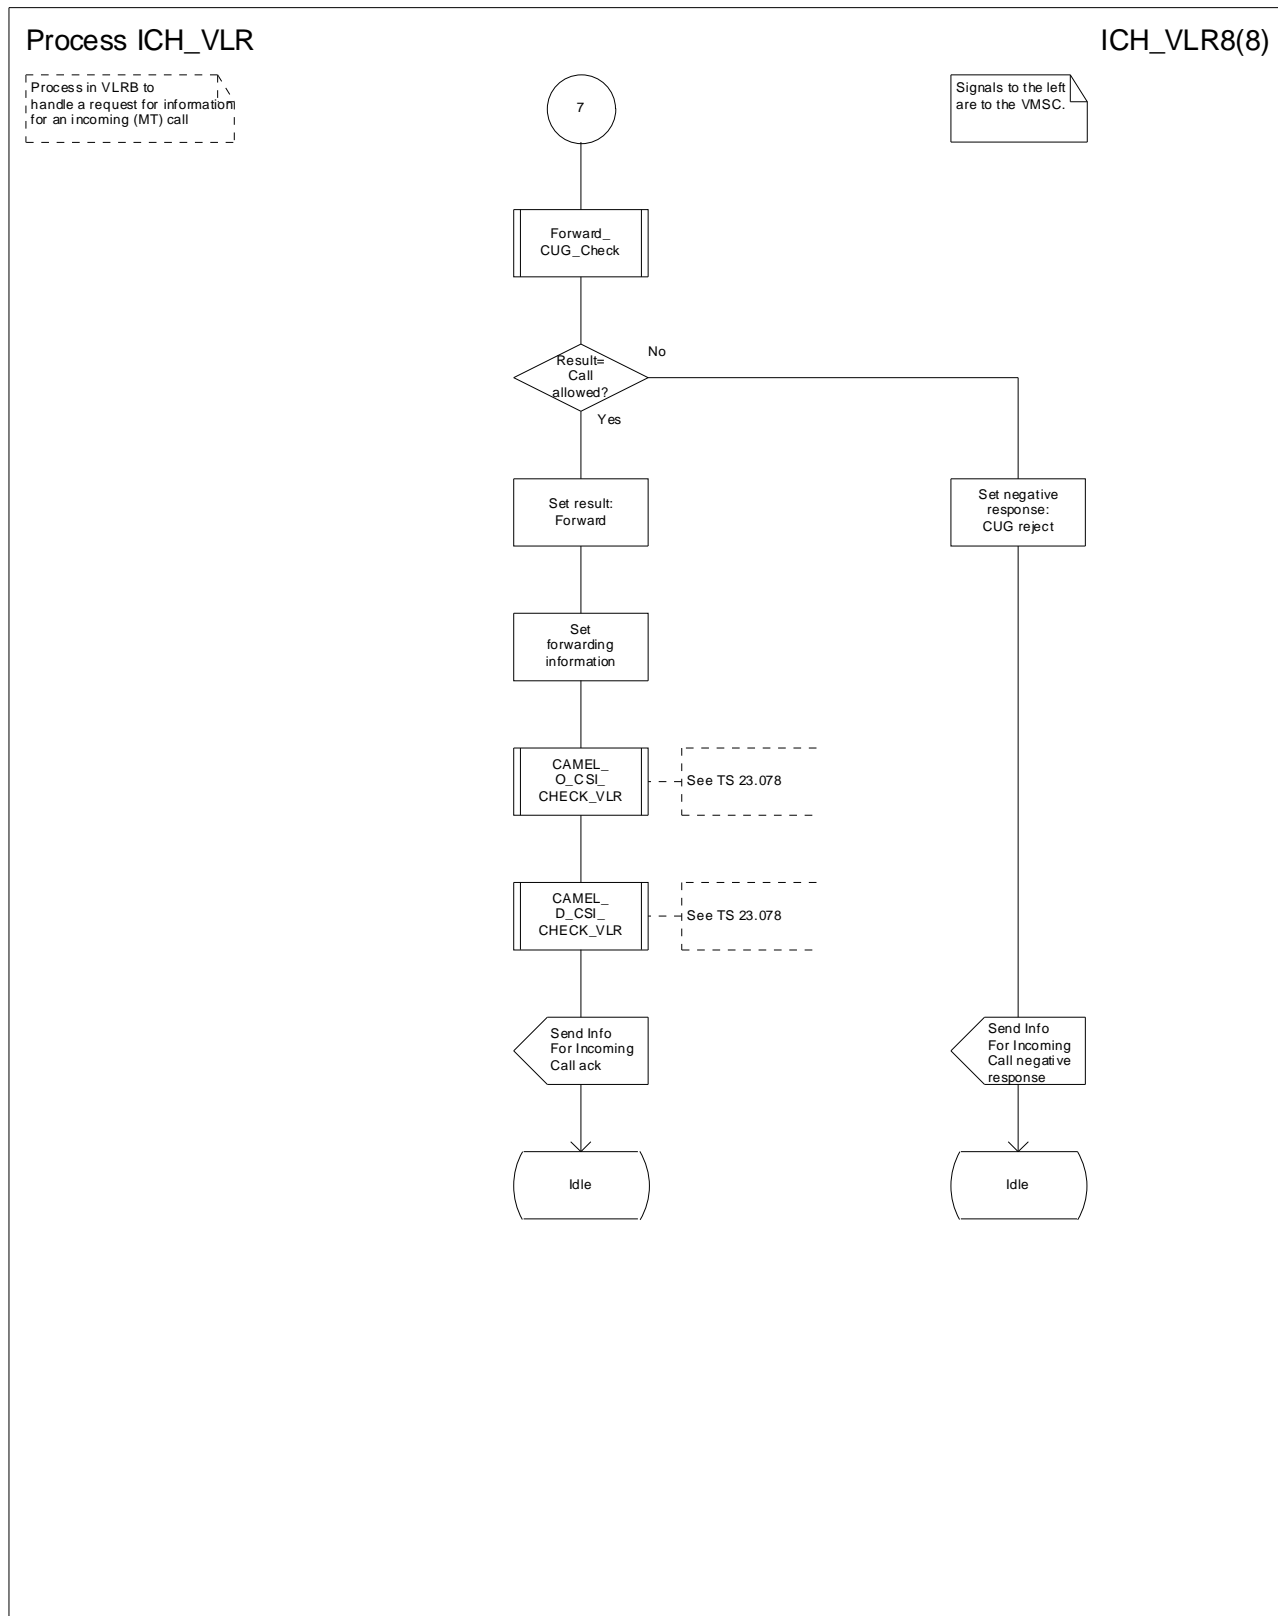 Process ICH_VLR
ICH_VLR8(8)
Process in VLRB to
handle a request for information
for an incoming (MT) call
Signals to the left
are to the VMSC.
7
Forward_
CUG_Check
Result=
Call
allowed?
No
Yes
Set result:
Forward
Set negative
response:
CUG reject
Set
forwarding
information
CAMEL_
O_CSI_
CHECK_VLR
See TS 23.078
CAMEL_
D_CSI_
CHECK_VLR
See TS 23.078
Send Info
For Incoming
Call ack
Send Info
For Incoming
Call negative
response
Idle
Idle